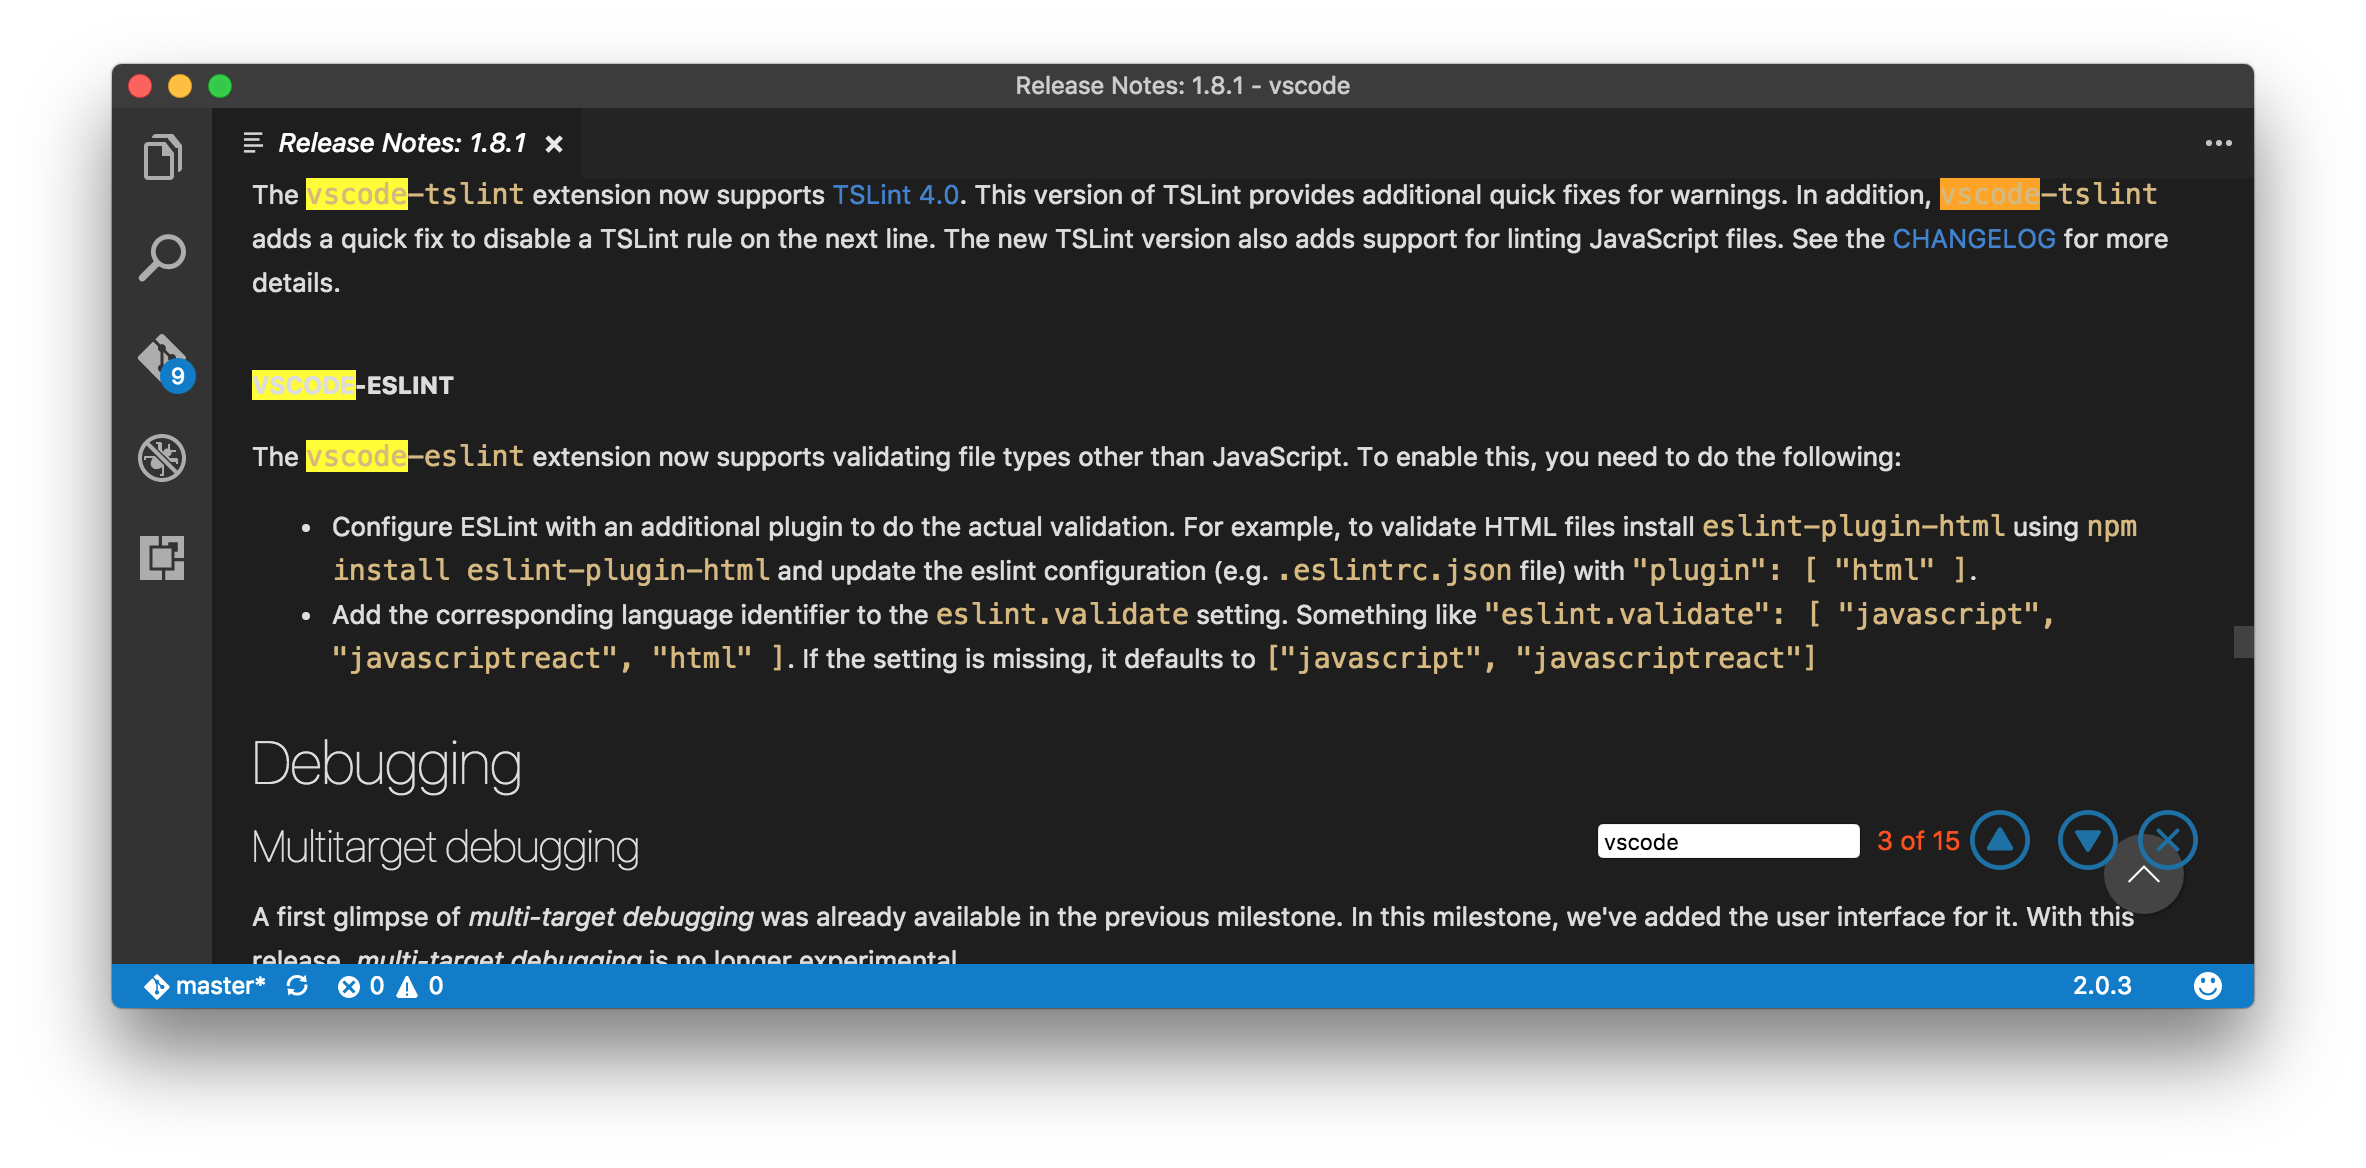 Release Notes: 1.8.1 - vscode
Release Notes: 1.8.1
The vscode-tslint extension now supports TSLint 4.0. This version of TSLint provides additional quick fixes for warnings. In addition, vscode-tslint
adds a quick fix to disable a TSLint rule on the next line. The new TSLint version also adds support for linting JavaScript files. See the CHANGELOG for more
details.
9
VSCODE-ESLINT
The vscode-eslint extension now supports validating file types other than JavaScript. To enable this, you need to do the following:
• Configure ESLint with an additional plugin to do the actual validation. For example, to validate HTML files install eslint-plugin-html using npm
install eslint-plugin-html and update the eslint configuration (e.g. .eslintrc.json file) with "plugin": [ "html" ].
• Add the corresponding language identifier to the eslint.validate setting. Something like "eslint.validate": [ "javascript",
"javascriptreact", "html" ]. If the setting is missing, it defaults to ["javascript", "javascriptreact"]
Debugging
Multitarget debugging
vscode 3 of 15
A first glimpse of multi-target debugging was already available in the previous milestone. In this milestone, we've added the user interface for it. With this
release, multi-target debugging is no longer experimental
master* 0 0 2.0.3